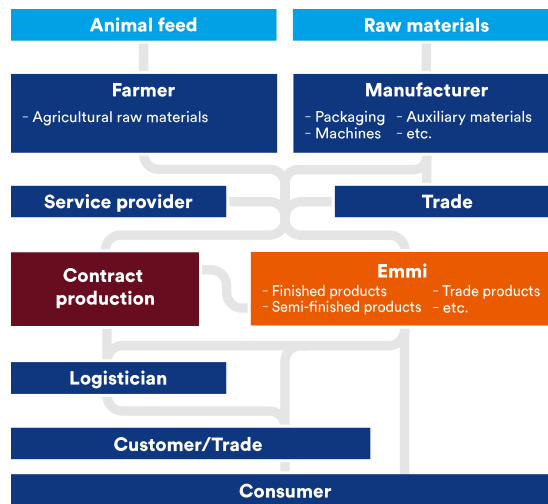 Animal feed
Raw materials
Farmer
- Agricultural raw materials
Manufacturer
- Packaging - Auxiliary materials
- Machines - etc.
Service provider
Trade
Contract
production
Emmi
- Finished products - Trade products
- Semi-finished products - etc.
Logistician
Customer/Trade
Consumer